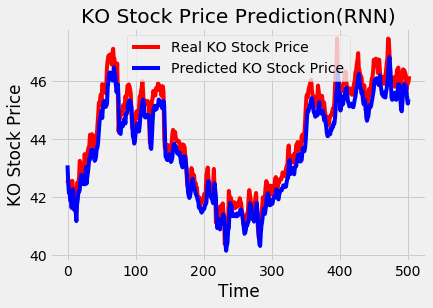 KO Stock Price Prediction(RNN)
Real KO Stock Price
Predicted KO Stock Price
KO Stock Price
46
44
42
40
0 100 200 300 400 500
Time